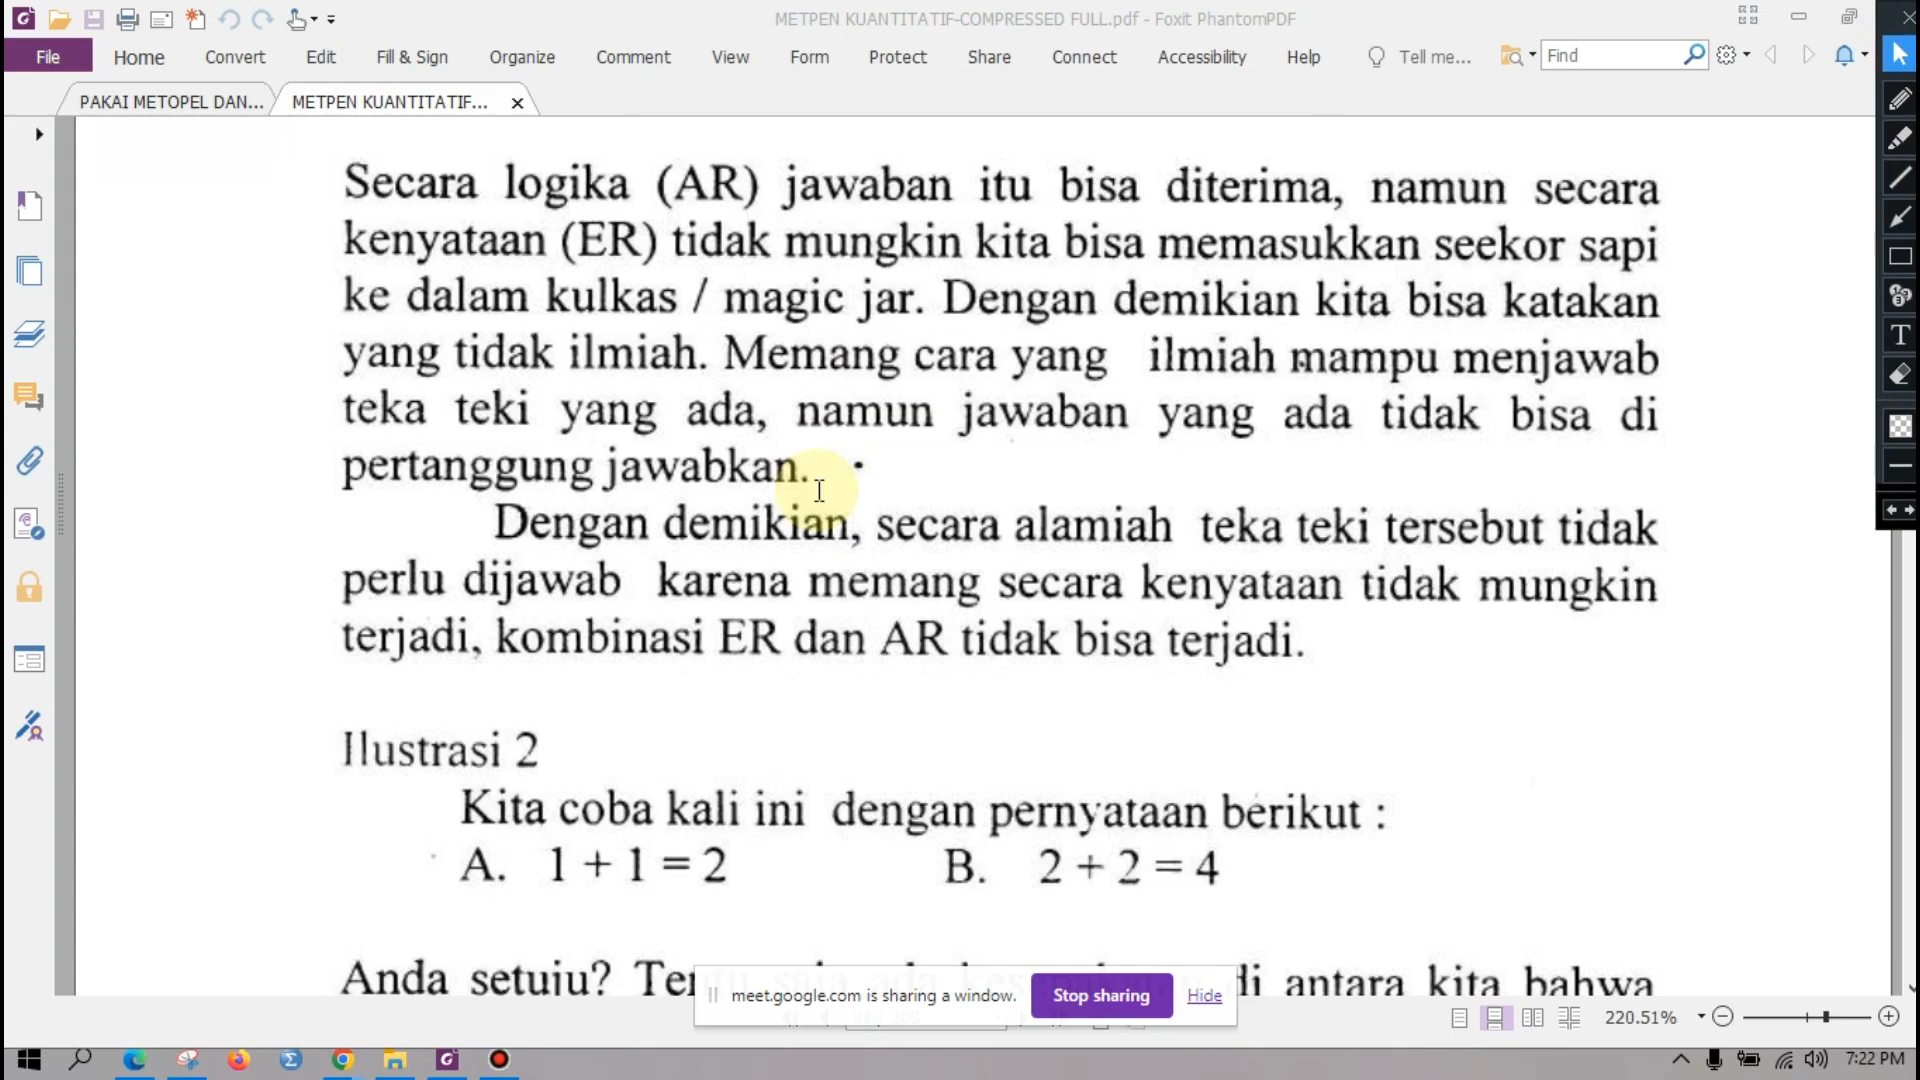 METPEN KUANTITATIF-COMPRESSED FULL.pdf - Foxit PhantomPDF
File Home Convert Edit Fill & Sign Organize Comment View Form Protect Share Connect Accessibility Help Tell me... Find
PAKAI METOPEL DAN... METPEN KUANTITATIF...
Secara logika (AR) jawaban itu bisa diterima, namun secara
kenyataan (ER) tidak mungkin kita bisa memasukkan seekor sapi
ke dalam kulkas / magic jar. Dengan demikian kita bisa katakan
yang tidak ilmiah. Memang cara yang ilmiah mampu menjawab
teka teki yang ada, namun jawaban yang ada tidak bisa di
pertanggung jawabkan.
Dengan demikian, secara alamiah teka teki tersebut tidak
perlu dijawab karena memang secara kenyataan tidak mungkin
terjadi, kombinasi ER dan AR tidak bisa terjadi.
Ilustrasi 2
Kita coba kali ini dengan pernyataan berikut :
A. 1 + 1 = 2 B. 2 + 2 = 4
Anda setuju? di antara kita bahwa
meet.google.com is sharing a window. Stop sharing Hide
220.51%
7:22 PM